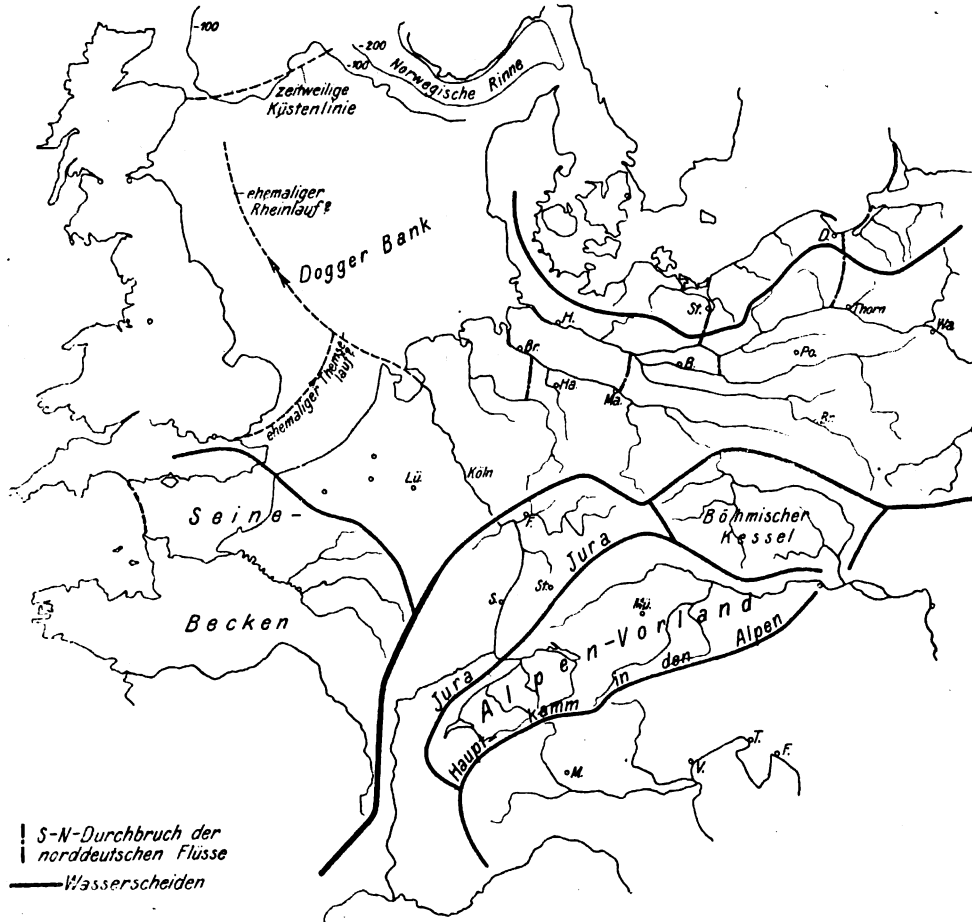 -100
-200
-100
Norwegische Rinne
zeitweilige
Küstenlinie
ehemaliger
Rheinlauf?
Dogger Bank
ehemaliger Themse-
lauf?
D.
St.
Thorn
Wa.
H.
Br.
B.
Po.
Ha.
Ma.
Br.
Lü.
Köln
Seine-
Becken
F.
Jura
Böhmischer
Kessel
S.
St.
Mü.
Jura
Alpen-Vorland
Haupt-
kamm in den Alpen
M.
V.
T.
F.
S-N-Durchbruch der
norddeutschen Flüsse
Wasserscheiden